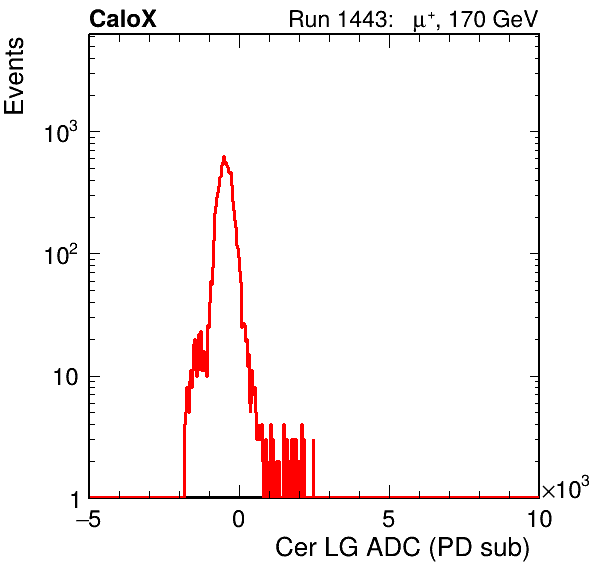 CaloX Run 1443: μ⁺, 170 GeV
Events
10³
10²
10
1
−5 0 5 10
×10³
Cer LG ADC (PD sub)